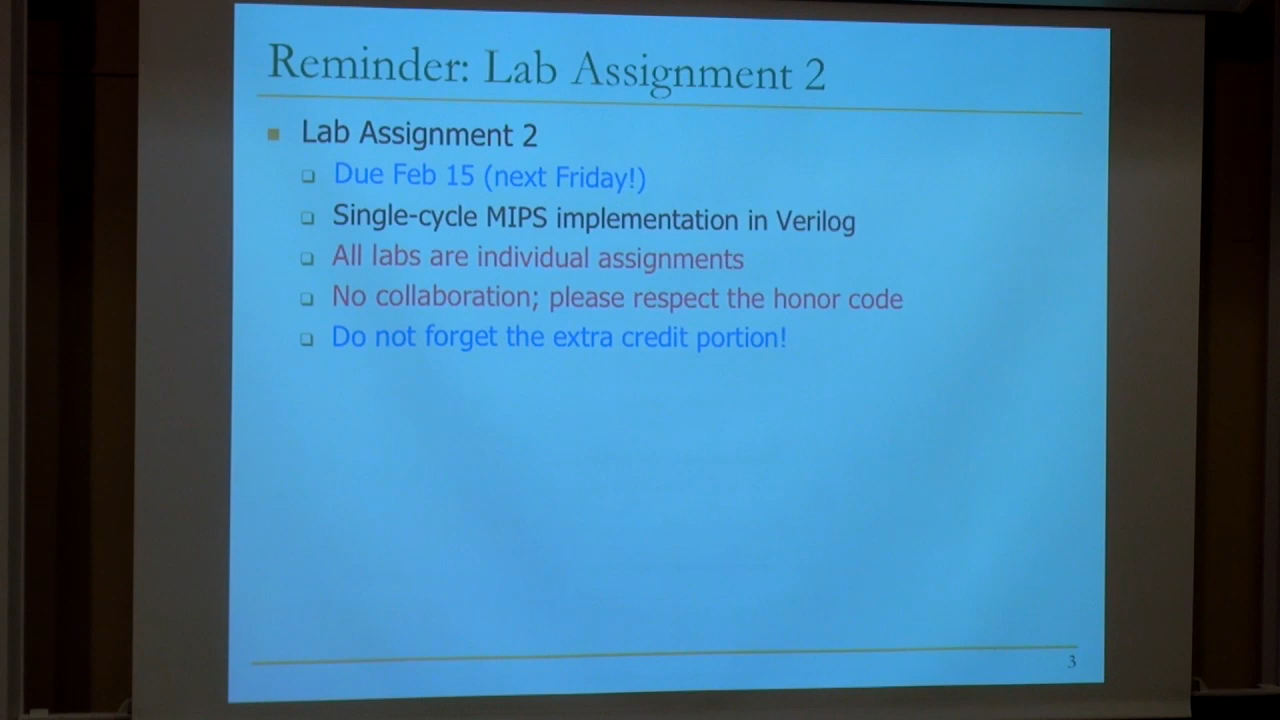 Reminder: Lab Assignment 2
Lab Assignment 2
Due Feb 15 (next Friday!)
Single-cycle MIPS implementation in Verilog
All labs are individual assignments
No collaboration; please respect the honor code
Do not forget the extra credit portion!
3